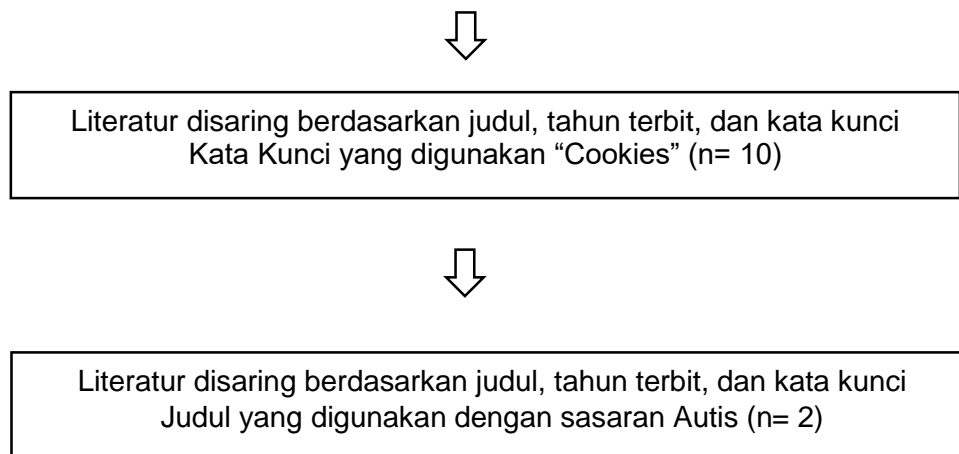 Literatur disaring berdasarkan judul, tahun terbit, dan kata kunci
Kata Kunci yang digunakan “Cookies” (n= 10)
Literatur disaring berdasarkan judul, tahun terbit, dan kata kunci
Judul yang digunakan dengan sasaran Autis (n= 2)